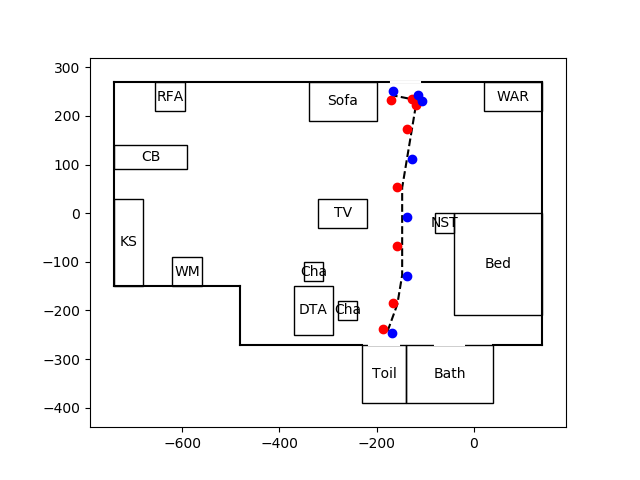 300
200
100
0
−100
−200
−300
−400
−600
−400
−200
0
RFA
Sofa
WAR
CB
TV
NST
KS
WM
Cha
Bed
DTA
Cha
Toil
Bath